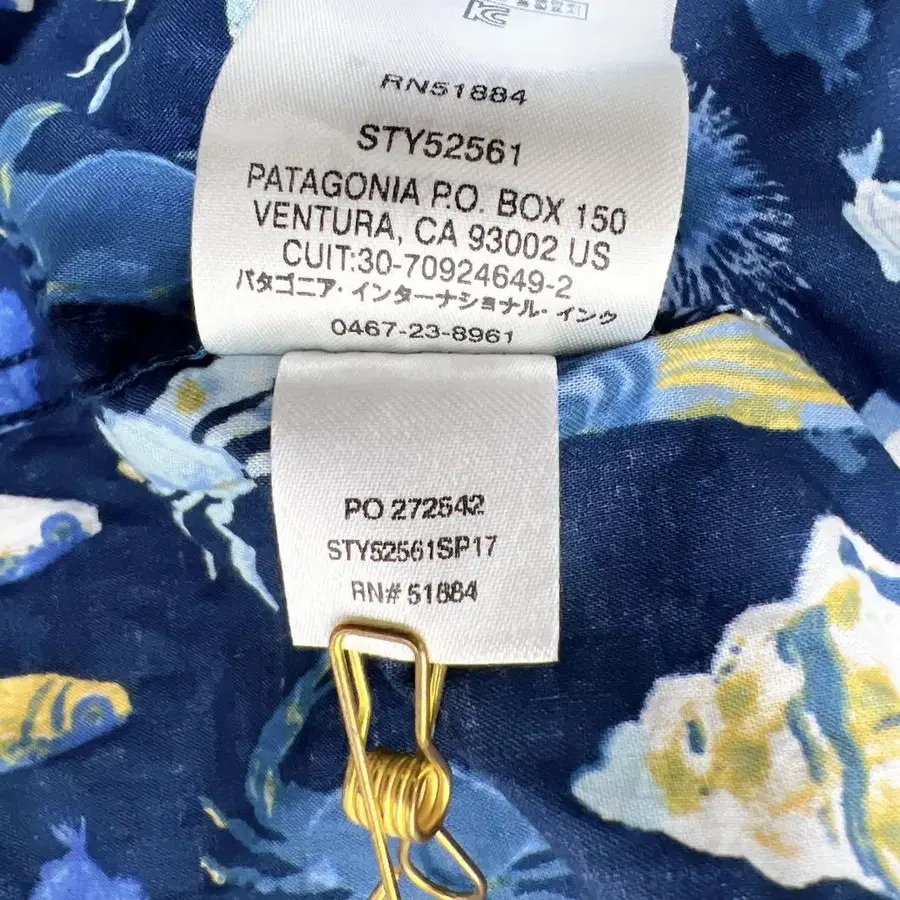 RN51884
STY52561
PATAGONIA P.O. BOX 150
VENTURA, CA 93002 US
CUIT:30-70924649-2
パタゴニア・インターナショナル・インク
0467-23-8961
PO 272542
STY52561SP17
RN# 51884